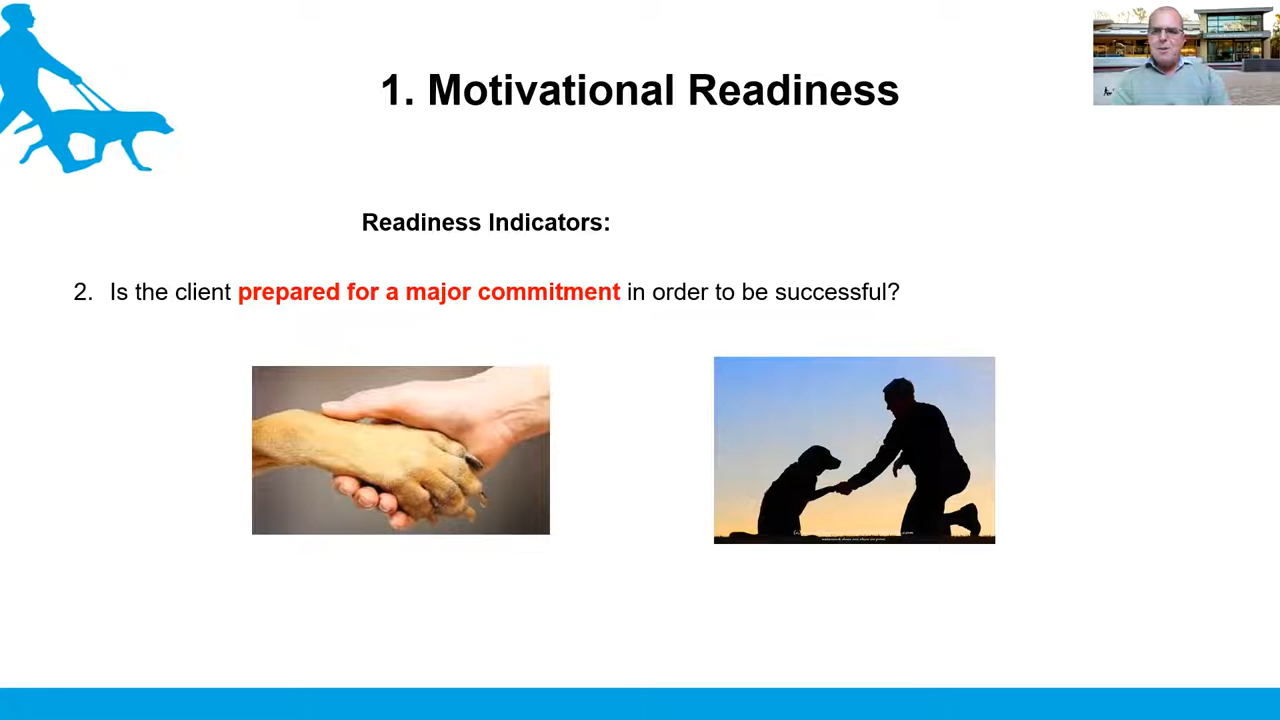 1. Motivational Readiness
Readiness Indicators:
2. Is the client prepared for a major commitment in order to be successful?